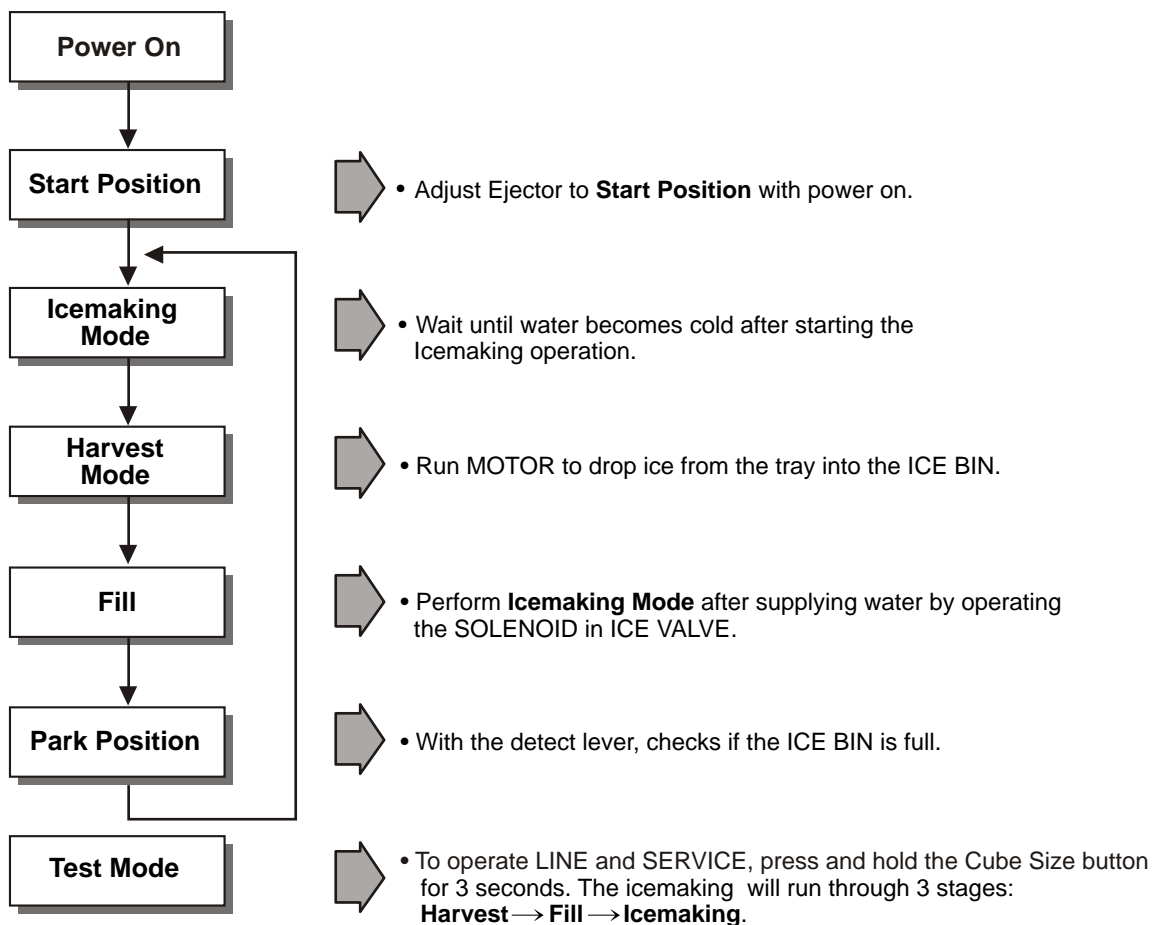 Power On
Start Position
• Adjust Ejector to Start Position with power on.
Icemaking
Mode
• Wait until water becomes cold after starting the
Icemaking operation.
Harvest
Mode
• Run MOTOR to drop ice from the tray into the ICE BIN.
Fill
• Perform Icemaking Mode after supplying water by operating
the SOLENOID in ICE VALVE.
Park Position
• With the detect lever, checks if the ICE BIN is full.
Test Mode
• To operate LINE and SERVICE, press and hold the Cube Size button
for 3 seconds. The icemaking will run through 3 stages:
Harvest→Fill→Icemaking.